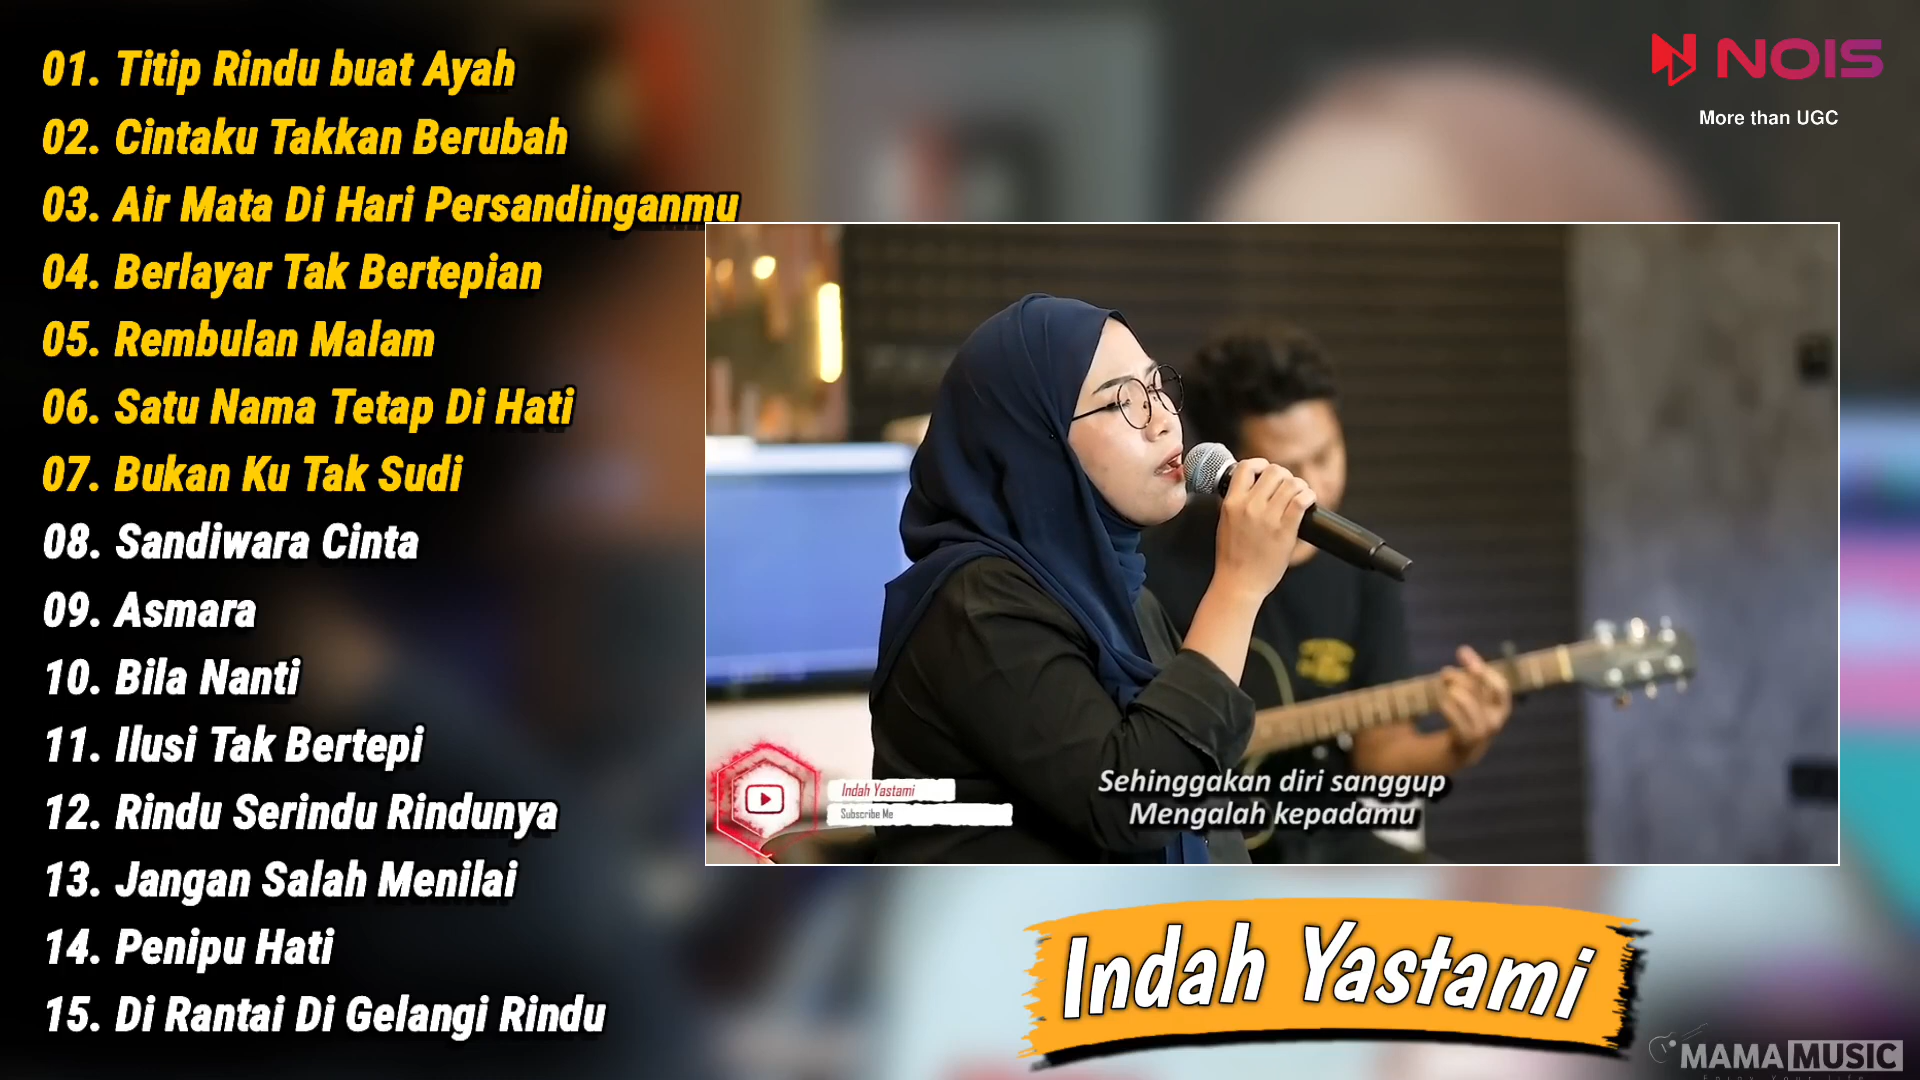 01. Titip Rindu buat Ayah
02. Cintaku Takkan Berubah
03. Air Mata Di Hari Persandinganmu
04. Berlayar Tak Bertepian
05. Rembulan Malam
06. Satu Nama Tetap Di Hati
07. Bukan Ku Tak Sudi
08. Sandiwara Cinta
09. Asmara
10. Bila Nanti
11. Ilusi Tak Bertepi
12. Rindu Serindu Rindunya
13. Jangan Salah Menilai
14. Penipu Hati
15. Di Rantai Di Gelangi Rindu
NOIS
More than UGC
Indah Yastami
Subscribe Me
Sehinggakan diri sanggup
Mengalah kepadamu
Indah Yastami
MAMA MUSIC
Enjoy Your Life